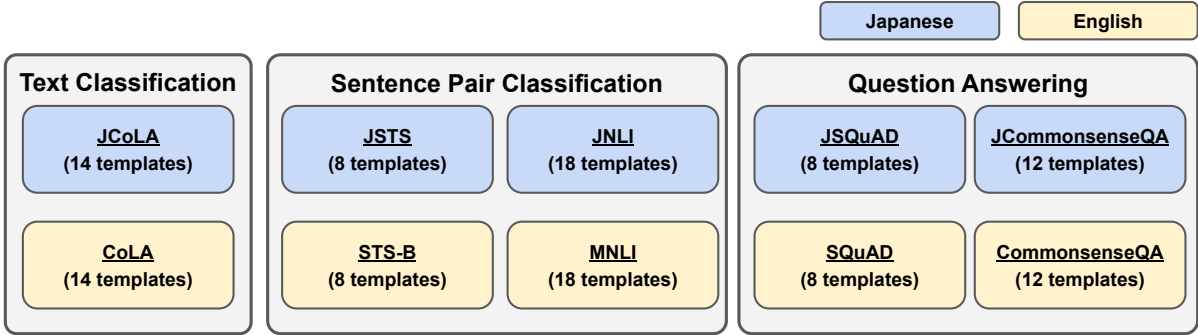 Japanese
English
Text Classification
JCoLA
(14 templates)
CoLA
(14 templates)
Sentence Pair Classification
JSTS
(8 templates)
JNLI
(18 templates)
STS-B
(8 templates)
MNLI
(18 templates)
Question Answering
JSQuAD
(8 templates)
JCommonsenseQA
(12 templates)
SQuAD
(8 templates)
CommonsenseQA
(12 templates)